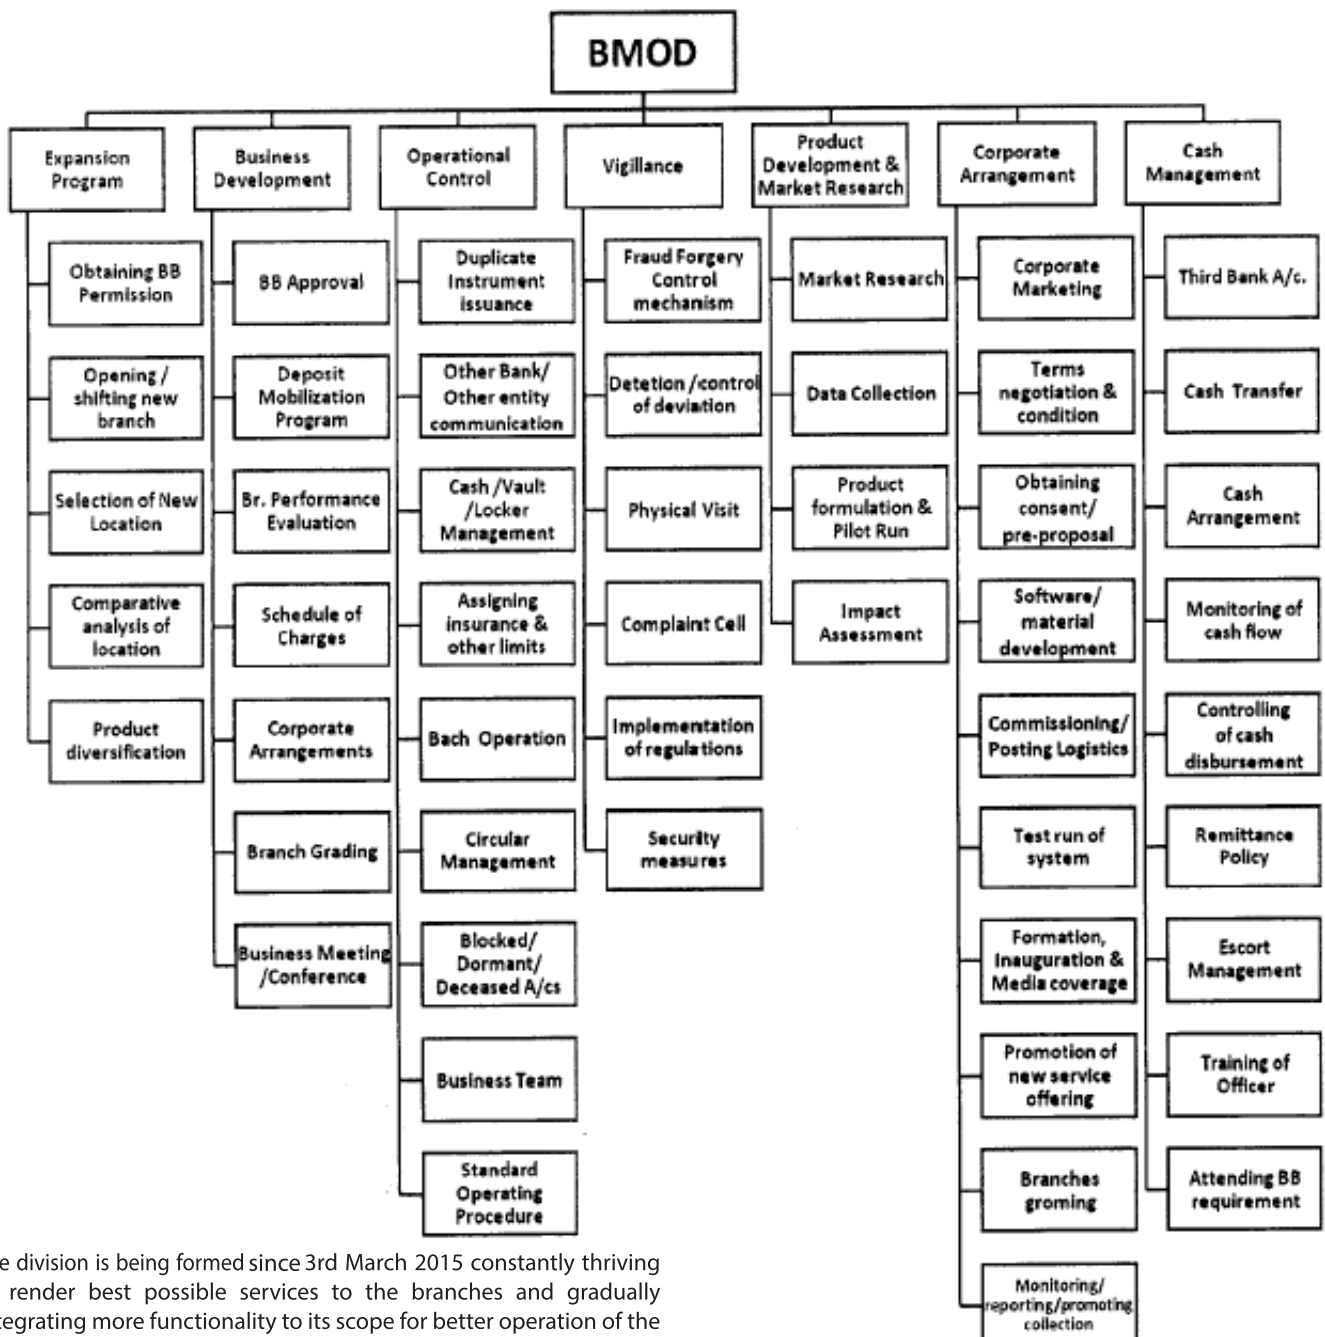 BMOD
Expansion
Program
Obtaining BB
Permission
Opening /
shifting new
branch
Selection of New
Location
Comparative
analysis of
location
Product
diversification
Business
Development
BB Approval
Deposit
Mobilization
Program
Br. Performance
Evaluation
Schedule of
Charges
Corporate
Arrangements
Branch Grading
Business Meeting
/Conference
Operational
Control
Duplicate
Instrument
issuance
Other Bank/
Other entity
communication
Cash /Vault
/Locker
Management
Assigning
insurance &
other limits
Bach Operation
Circular
Management
Blocked/
Dormant/
Deceased A/cs
Business Team
Standard
Operating
Procedure
Vigillance
Fraud Forgery
Control
mechanism
Detetion /control
of deviation
Physical Visit
Complaint Cell
Implementation
of regulations
Security
measures
Product
Development &
Market Research
Market Research
Data Collection
Product
formulation &
Pilot Run
Impact
Assessment
Corporate
Arrangement
Corporate
Marketing
Terms
negotiation &
condition
Obtaining
consent/
pre-proposal
Software/
material
development
Commissioning/
Posting Logistics
Test run of
system
Formation,
Inauguration &
Media coverage
Promotion of
new service
offering
Branches
groming
Monitoring/
reporting/promoting
collection
Cash
Management
Third Bank A/c.
Cash Transfer
Cash
Arrangement
Monitoring of
cash flow
Controlling
of cash
disbursement
Remittance
Policy
Escort
Management
Training of
Officer
Attending BB
requirement
e division is being formed since 3rd March 2015 constantly thriving
render best possible services to the branches and gradually
tegrating more functionality to its scope for better operation of the